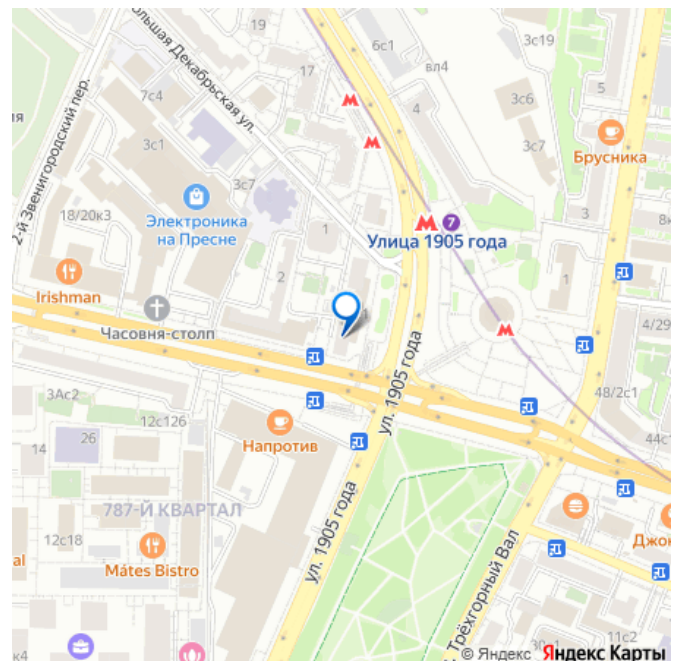 19
6с1
3с19
Большая Декабрьская ул.
вл4
17
5
7с4
4
3с6
2-й Звенигородский пер.
3с1
Брусника
3с7
3с7
18/20к3
Электроника
на Пресне
1
3
7
Улица 1905 года
2
1
Irishman
1
Часовня-столп
4/29
ул. 1905 года
3Ас2
48/2с1
12с126
14
26
Напротив
44с1
787-Й КВАРТАЛ
ул. 1905 года
12с18
Mátes Bistro
al
Трёхгорный Вал
к4
11с2
© Яндекс Яндекс Карты